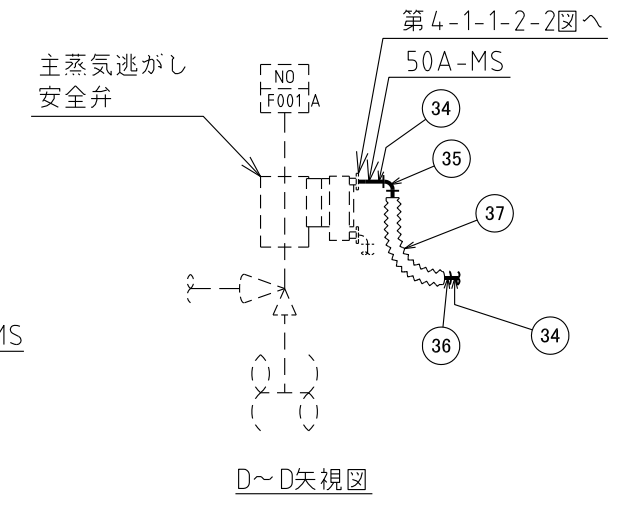 第4-1-1-2-2図へ
主蒸気逃がし
安全弁
50A-MS
NO
F001A
34
35
37
MS
36
34
D～D矢視図